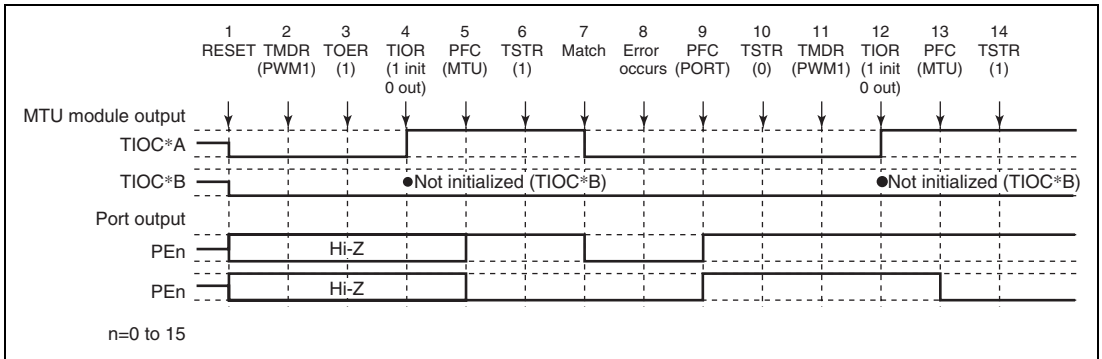 1 2 3 4 5 6 7 8 9 10 11 12 13 14
RESET TMDR TOER TIOR PFC TSTR Match Error PFC TSTR TMDR TIOR PFC TSTR
(PWM1) (1) (1 init (MTU) (1) occurs (PORT) (0) (PWM1) (1 init (MTU) (1)
0 out) 0 out)
MTU module output
TIOC*A
TIOC*B ●Not initialized (TIOC*B) ●Not initialized (TIOC*B)
Port output
PEn Hi-Z
PEn Hi-Z
n=0 to 15